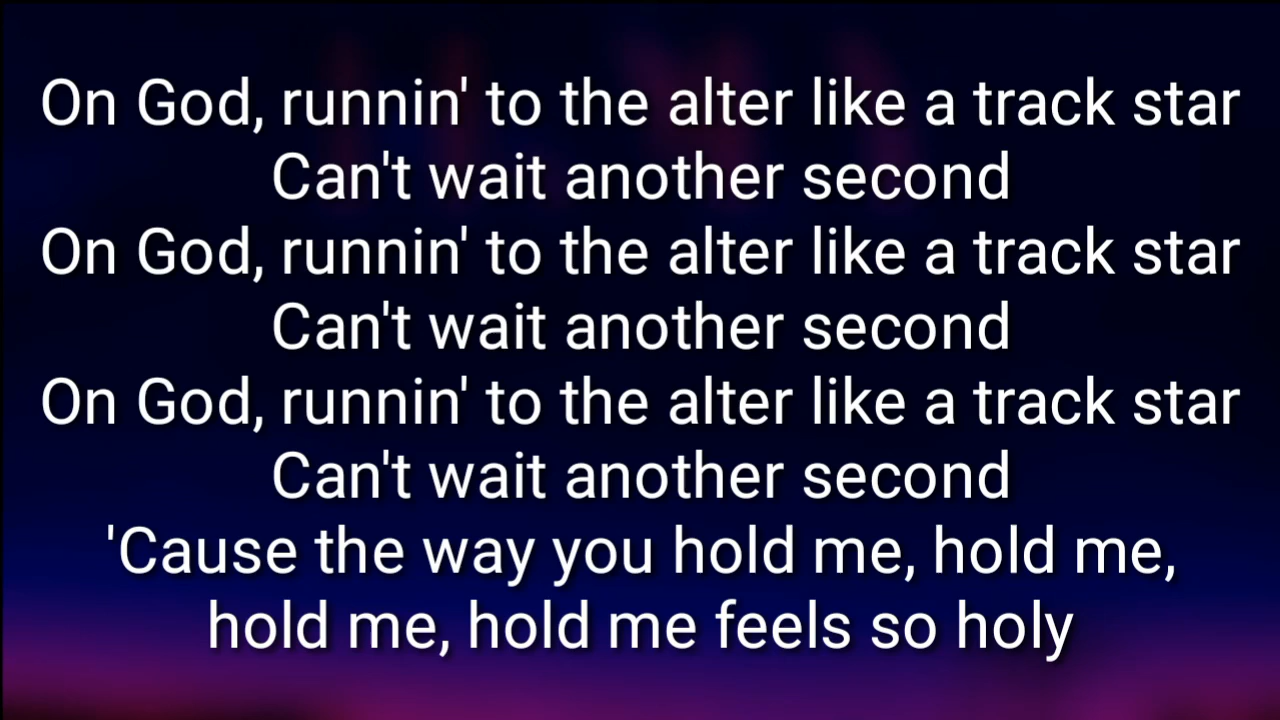 On God, runnin' to the alter like a track star
Can't wait another second
On God, runnin' to the alter like a track star
Can't wait another second
On God, runnin' to the alter like a track star
Can't wait another second
'Cause the way you hold me, hold me,
hold me, hold me feels so holy